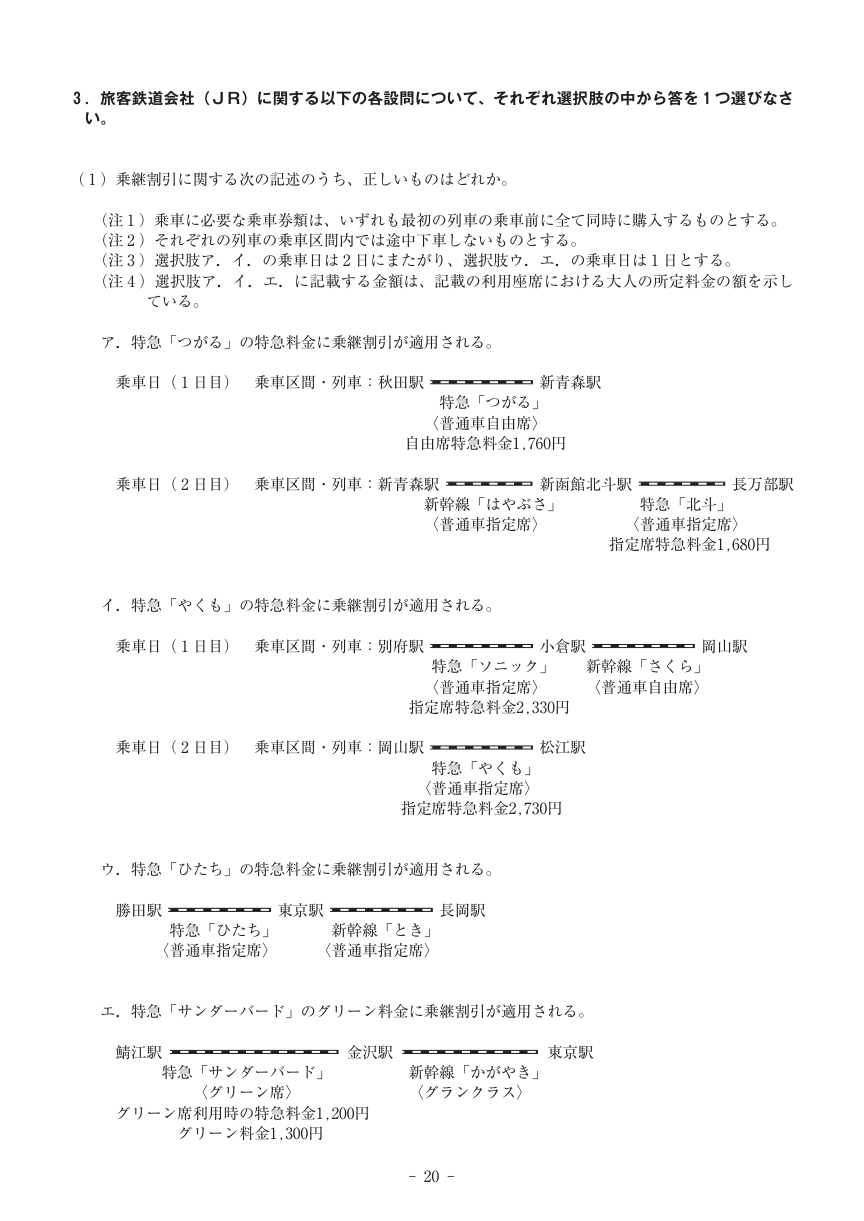 3．旅客鉄道会社（ＪＲ）に関する以下の各設問について、それぞれ選択肢の中から答を１つ選びなさ
い。
（１）乗継割引に関する次の記述のうち、正しいものはどれか。
（注１）乗車に必要な乗車券類は、いずれも最初の列車の乗車前に全て同時に購入するものとする。
（注２）それぞれの列車の乗車区間内では途中下車しないものとする。
（注３）選択肢ア．イ．の乗車日は２日にまたがり、選択肢ウ．エ．の乗車日は１日とする。
（注４）選択肢ア．イ．エ．に記載する金額は、記載の利用座席における大人の所定料金の額を示し
ている。
ア．特急「つがる」の特急料金に乗継割引が適用される。
乗車日（１日目） 乗車区間・列車：秋田駅 新青森駅
特急「つがる」
〈普通車自由席〉
自由席特急料金1,760円
乗車日（２日目） 乗車区間・列車：新青森駅 新函館北斗駅 長万部駅
新幹線「はやぶさ」 特急「北斗」
〈普通車指定席〉 〈普通車指定席〉
指定席特急料金1,680円
イ．特急「やくも」の特急料金に乗継割引が適用される。
乗車日（１日目） 乗車区間・列車：別府駅 小倉駅 岡山駅
特急「ソニック」 新幹線「さくら」
〈普通車指定席〉 〈普通車自由席〉
指定席特急料金2,330円
乗車日（２日目） 乗車区間・列車：岡山駅 松江駅
特急「やくも」
〈普通車指定席〉
指定席特急料金2,730円
ウ．特急「ひたち」の特急料金に乗継割引が適用される。
勝田駅 東京駅 長岡駅
特急「ひたち」 新幹線「とき」
〈普通車指定席〉 〈普通車指定席〉
エ．特急「サンダーバード」のグリーン料金に乗継割引が適用される。
鯖江駅 金沢駅 東京駅
特急「サンダーバード」 新幹線「かがやき」
〈グリーン席〉 〈グランクラス〉
グリーン席利用時の特急料金1,200円
グリーン料金1,300円
- 20 -